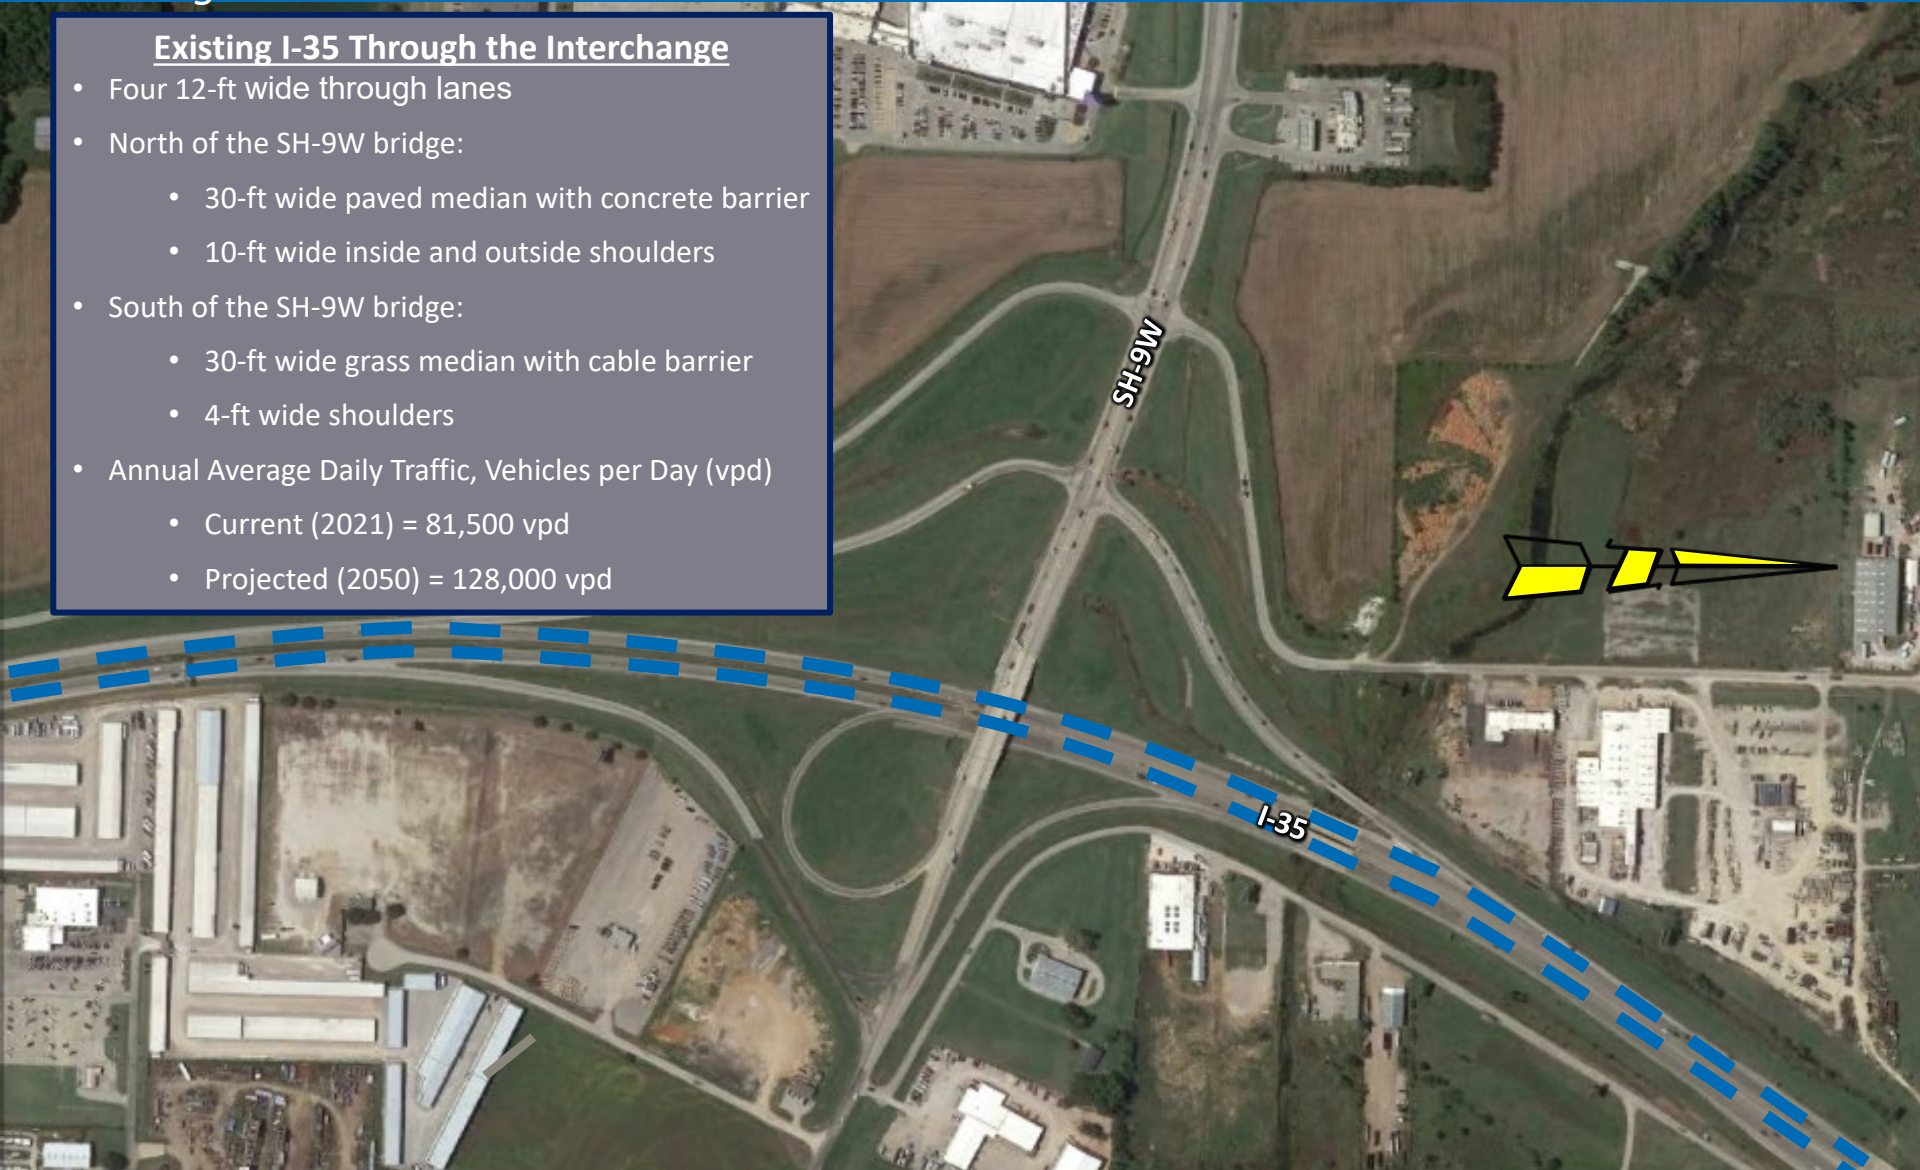 Existing I-35 Through the Interchange
• Four 12-ft wide through lanes
• North of the SH-9W bridge:
• 30-ft wide paved median with concrete barrier
• 10-ft wide inside and outside shoulders
• South of the SH-9W bridge:
• 30-ft wide grass median with cable barrier
• 4-ft wide shoulders
• Annual Average Daily Traffic, Vehicles per Day (vpd)
• Current (2021) = 81,500 vpd
• Projected (2050) = 128,000 vpd
SH-9W
I-35